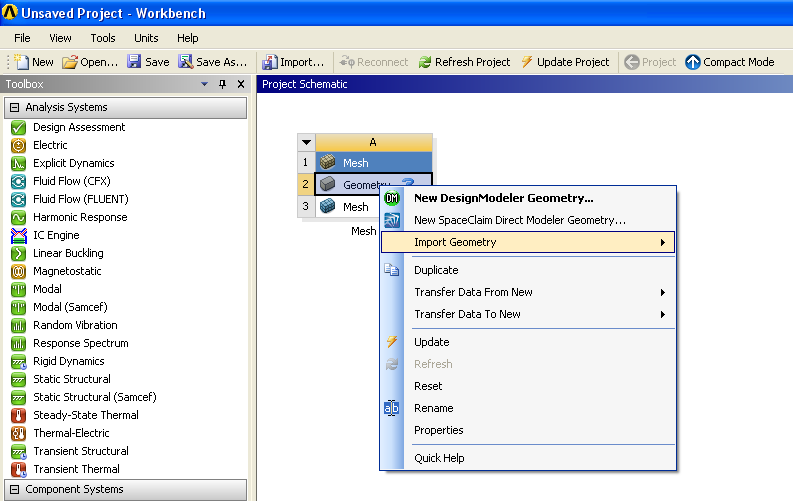 Unsaved Project - Workbench
File View Tools Units Help
New Open... Save Save As... Import... Reconnect Refresh Project Update Project Project Compact Mode
Toolbox
Project Schematic
Analysis Systems
Design Assessment
Electric
Explicit Dynamics
Fluid Flow (CFX)
Fluid Flow (FLUENT)
Harmonic Response
IC Engine
Linear Buckling
Magnetostatic
Modal
Modal (Samcef)
Random Vibration
Response Spectrum
Rigid Dynamics
Static Structural
Static Structural (Samcef)
Steady-State Thermal
Thermal-Electric
Transient Structural
Transient Thermal
Component Systems
A
1 Mesh
2 Geometry ?
3 Mesh
Mesh
DM New DesignModeler Geometry...
New SpaceClaim Direct Modeler Geometry...
Import Geometry
Duplicate
Transfer Data From New
Transfer Data To New
Update
Refresh
Reset
ab Rename
Properties
Quick Help